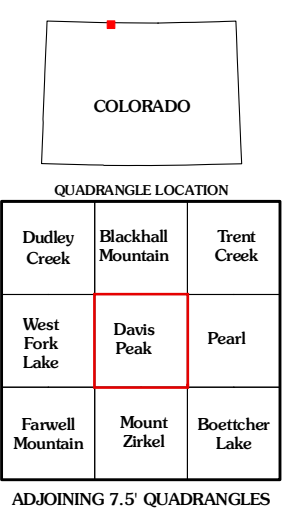 COLORADO
QUADRANGLE LOCATION
Dudley
Creek
Blackhall
Mountain
Trent
Creek
West
Fork
Lake
Davis
Peak
Pearl
Farwell
Mountain
Mount
Zirkel
Boettcher
Lake
ADJOINING 7.5' QUADRANGLES